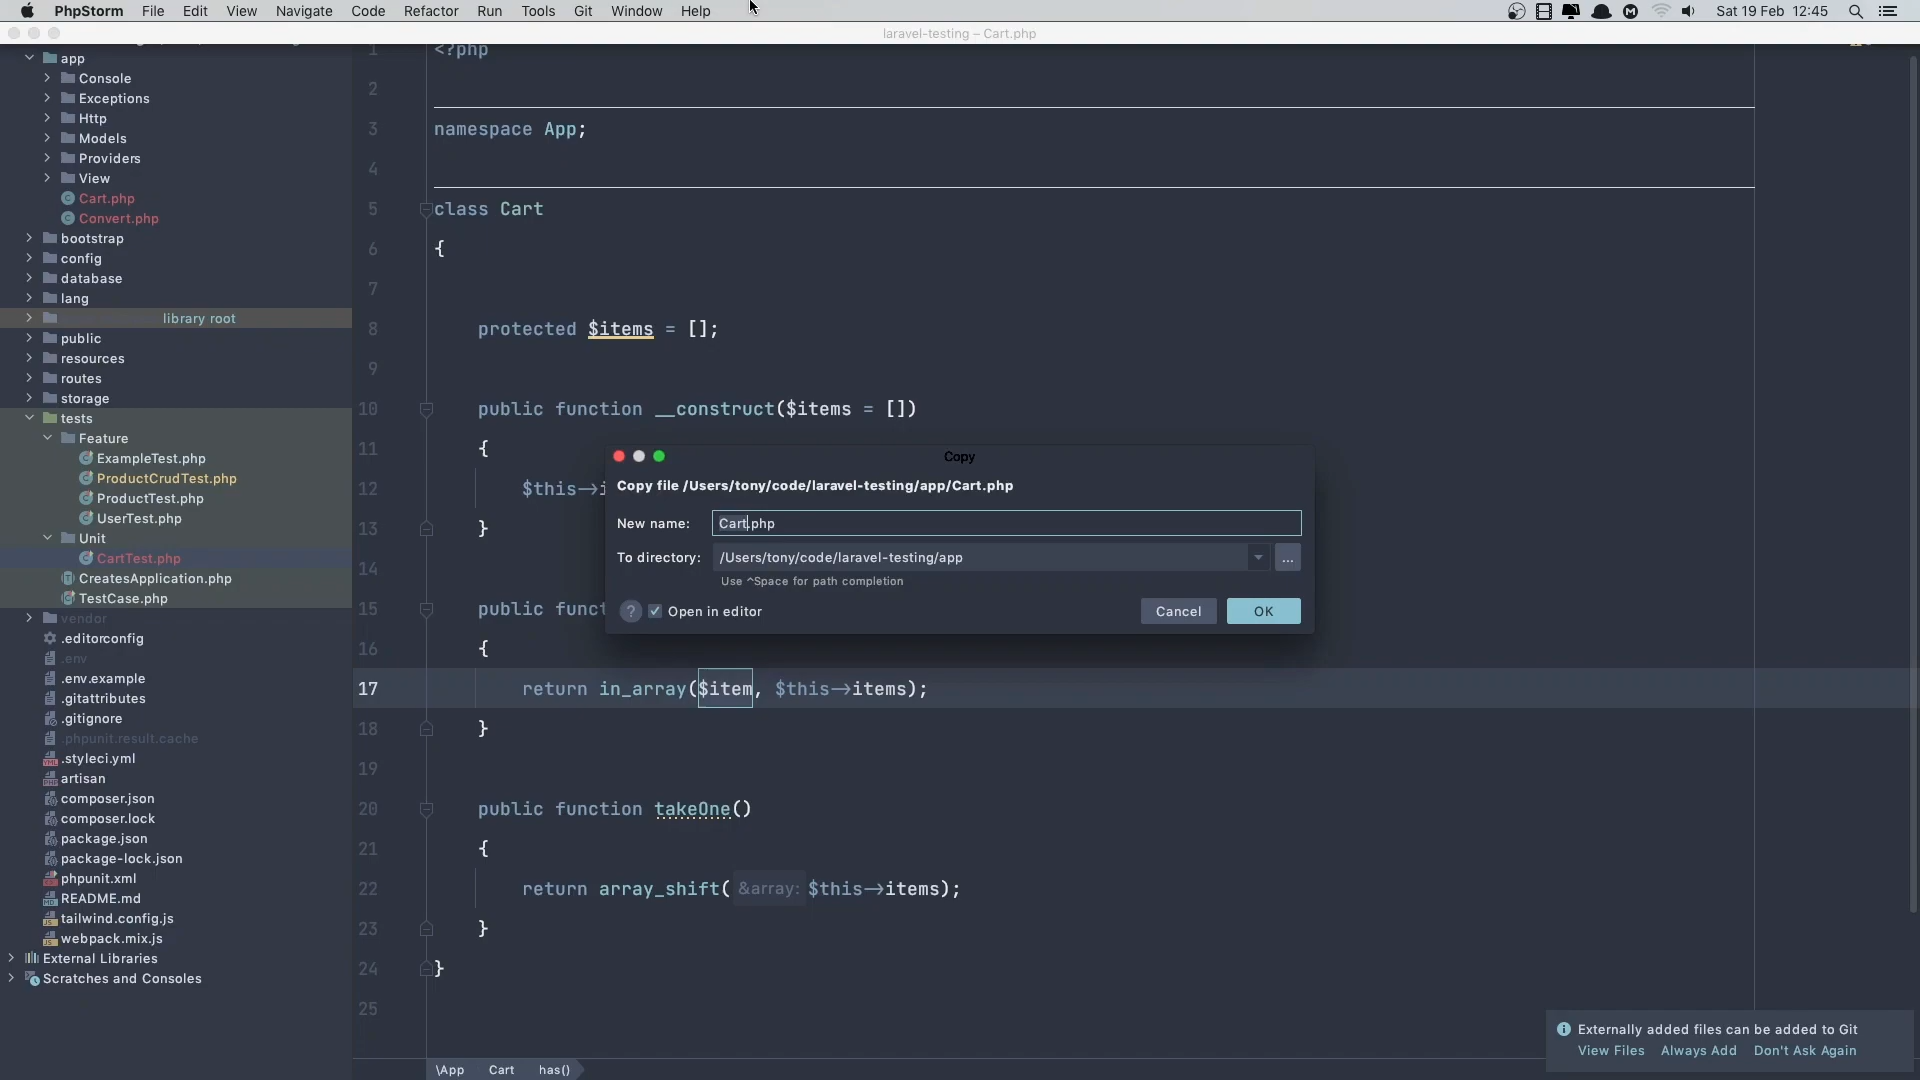 PhpStorm File Edit View Navigate Code Refactor Run Tools Git Window Help Sat 19 Feb 12:45
laravel-testing – Cart.php
app
Console
Exceptions
Http
Models
Providers
View
Cart.php
Convert.php
bootstrap
config
database
lang
library root
public
resources
routes
storage
tests
Feature
ExampleTest.php
ProductCrudTest.php
ProductTest.php
UserTest.php
Unit
CartTest.php
CreatesApplication.php
TestCase.php
vendor
.editorconfig
.env
.env.example
.gitattributes
.gitignore
.phpunit.result.cache
.styleci.yml
artisan
composer.json
composer.lock
package.json
package-lock.json
phpunit.xml
README.md
tailwind.config.js
webpack.mix.js
External Libraries
Scratches and Consoles
1 <?php
2
3 namespace App;
4
5 class Cart
6 {
7
8 protected $items = [];
9
10 public function __construct($items = [])
11 {
12 $this→i
13 }
14
15 public funct
16 {
17 return in_array($item, $this→items);
18 }
19
20 public function takeOne()
21 {
22 return array_shift( &array: $this→items);
23 }
24 }
25
Copy
Copy file /Users/tony/code/laravel-testing/app/Cart.php
New name: Cart.php
To directory: /Users/tony/code/laravel-testing/app ...
Use ^Space for path completion
? Open in editor Cancel OK
Externally added files can be added to Git
View Files Always Add Don't Ask Again
\App Cart has()